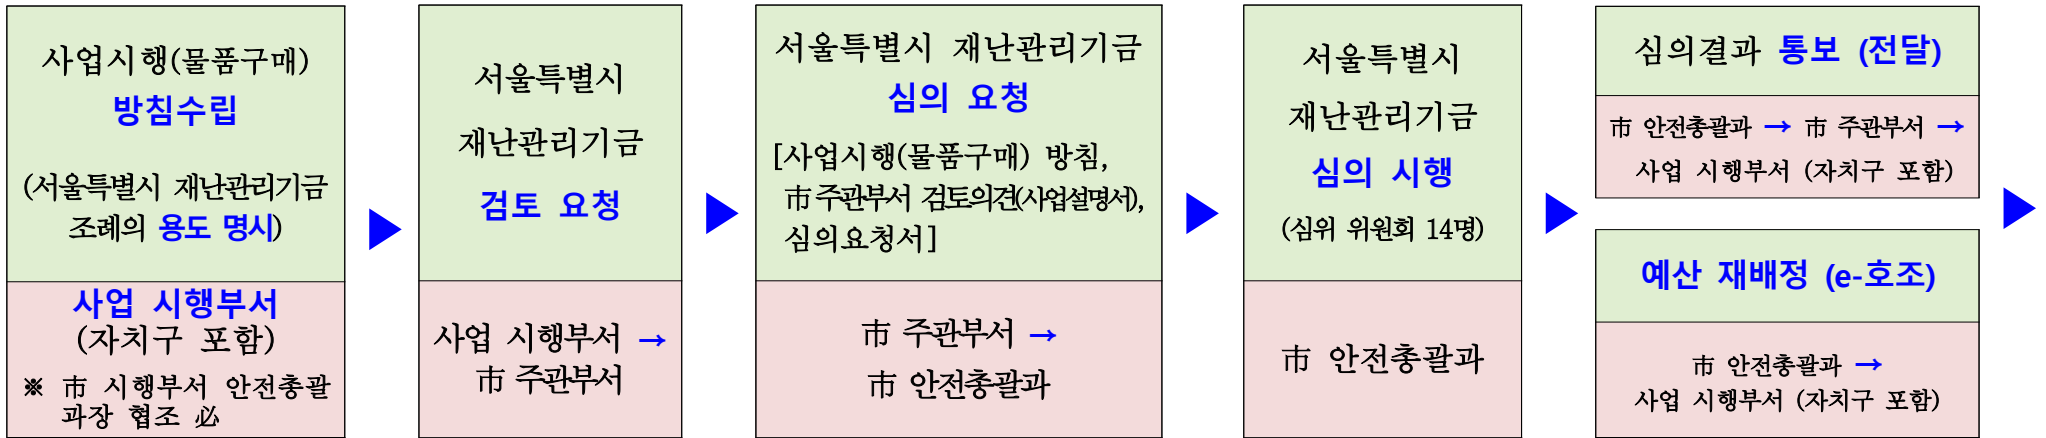 사업시행(물품구매)
방침수립
(서울특별시 재난관리기금
조례의 용도 명시)
사업 시행부서
(자치구 포함)
※ 市 시행부서 안전총괄
과장 협조 必
서울특별시
재난관리기금
검토 요청
사업 시행부서 →
市 주관부서
서울특별시 재난관리기금
심의 요청
[사업시행(물품구매) 방침,
市 주관부서 검토의견(사업설명서),
심의요청서]
市 주관부서 →
市 안전총괄과
서울특별시
재난관리기금
심의 시행
(심위 위원회 14명)
市 안전총괄과
심의결과 통보 (전달)
市 안전총괄과 → 市 주관부서 →
사업 시행부서 (자치구 포함)
예산 재배정 (e-호조)
市 안전총괄과 →
사업 시행부서 (자치구 포함)